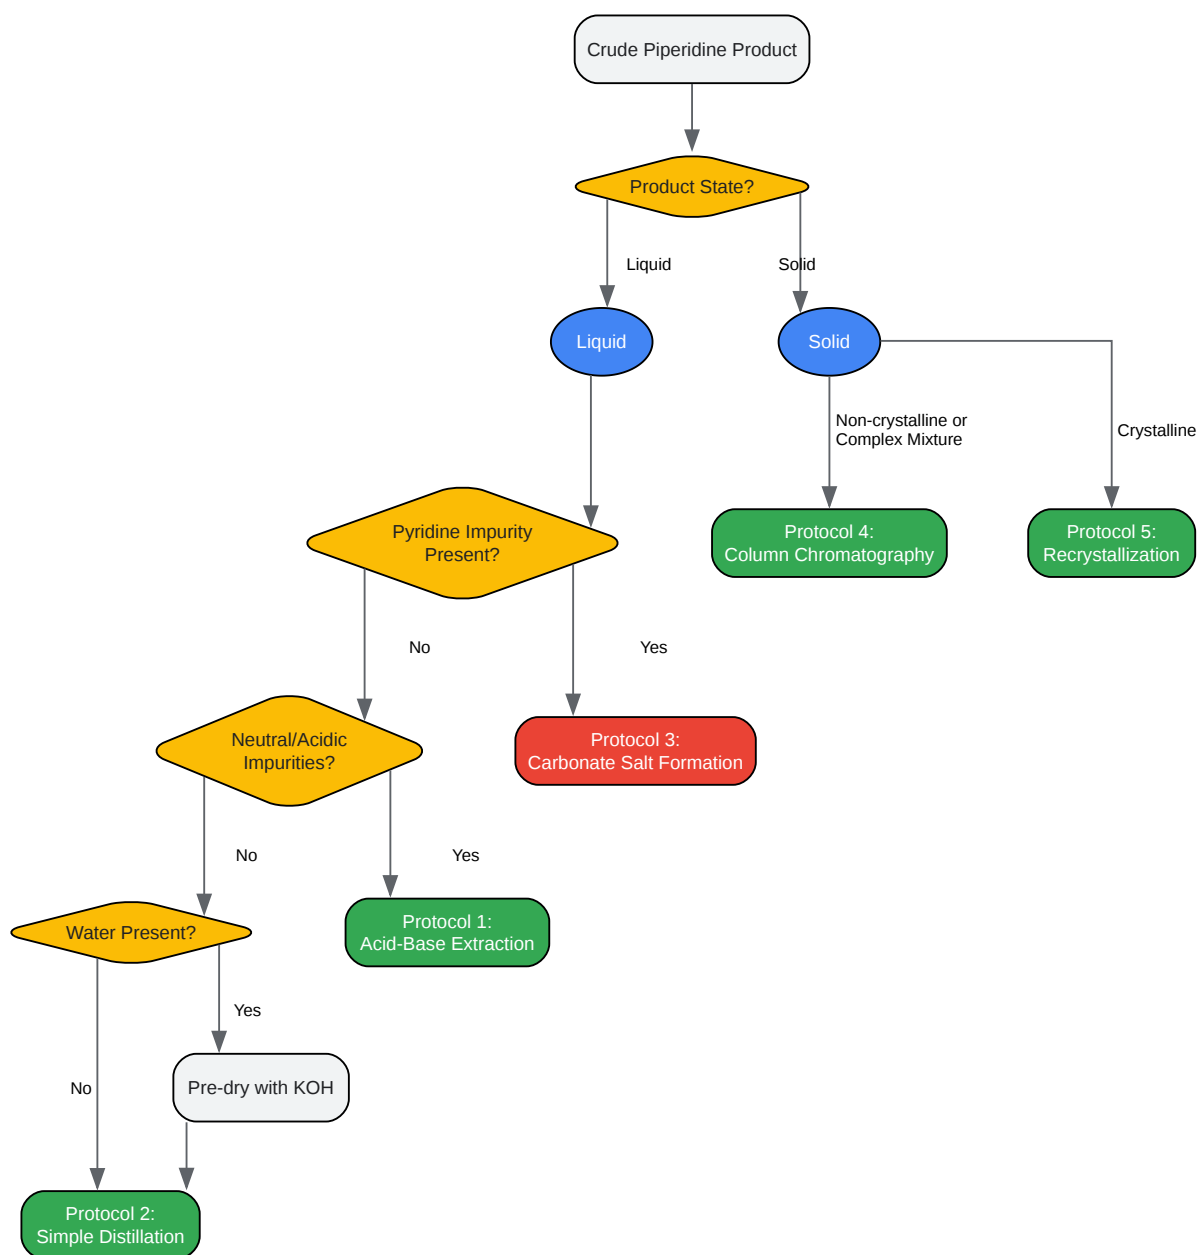 Crude Piperidine Product
Product State?
Liquid
Solid
Liquid
Solid
Non-crystalline or
Complex Mixture
Crystalline
Pyridine Impurity
Present?
Protocol 4:
Column Chromatography
Protocol 5:
Recrystallization
No
Yes
Neutral/Acidic
Impurities?
Protocol 3:
Carbonate Salt Formation
No
Yes
Water Present?
Protocol 1:
Acid-Base Extraction
Yes
No
Pre-dry with KOH
Protocol 2:
Simple Distillation